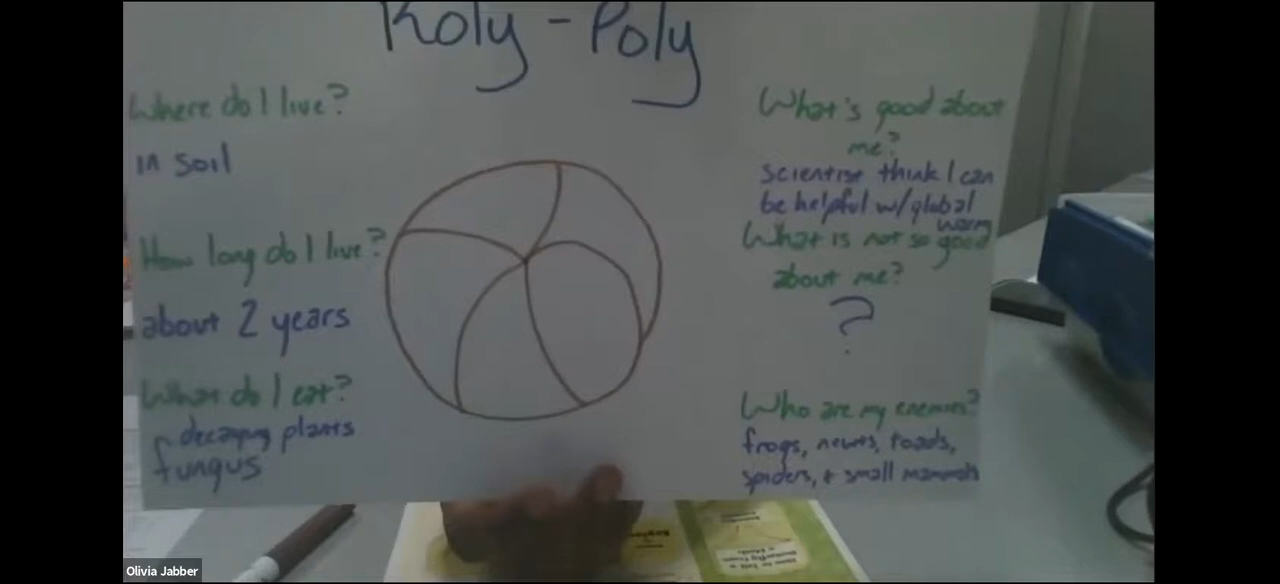 Roly-Poly
Where do I live?
in soil
How long do I live?
about 2 years
What do I eat?
decaying plants
fungus
What's good about
me?
scientist think I can
be helpful w/global
warm
What is not so good
about me?
?
Who are my enemies?
frogs, newts, toads,
spiders, + small mammals
Olivia Jabber